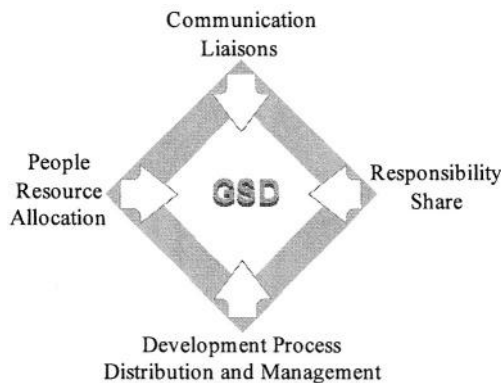 Communication
Liaisons
People
Resource
Allocation
GSD
Responsibility
Share
Development Process
Distribution and Management